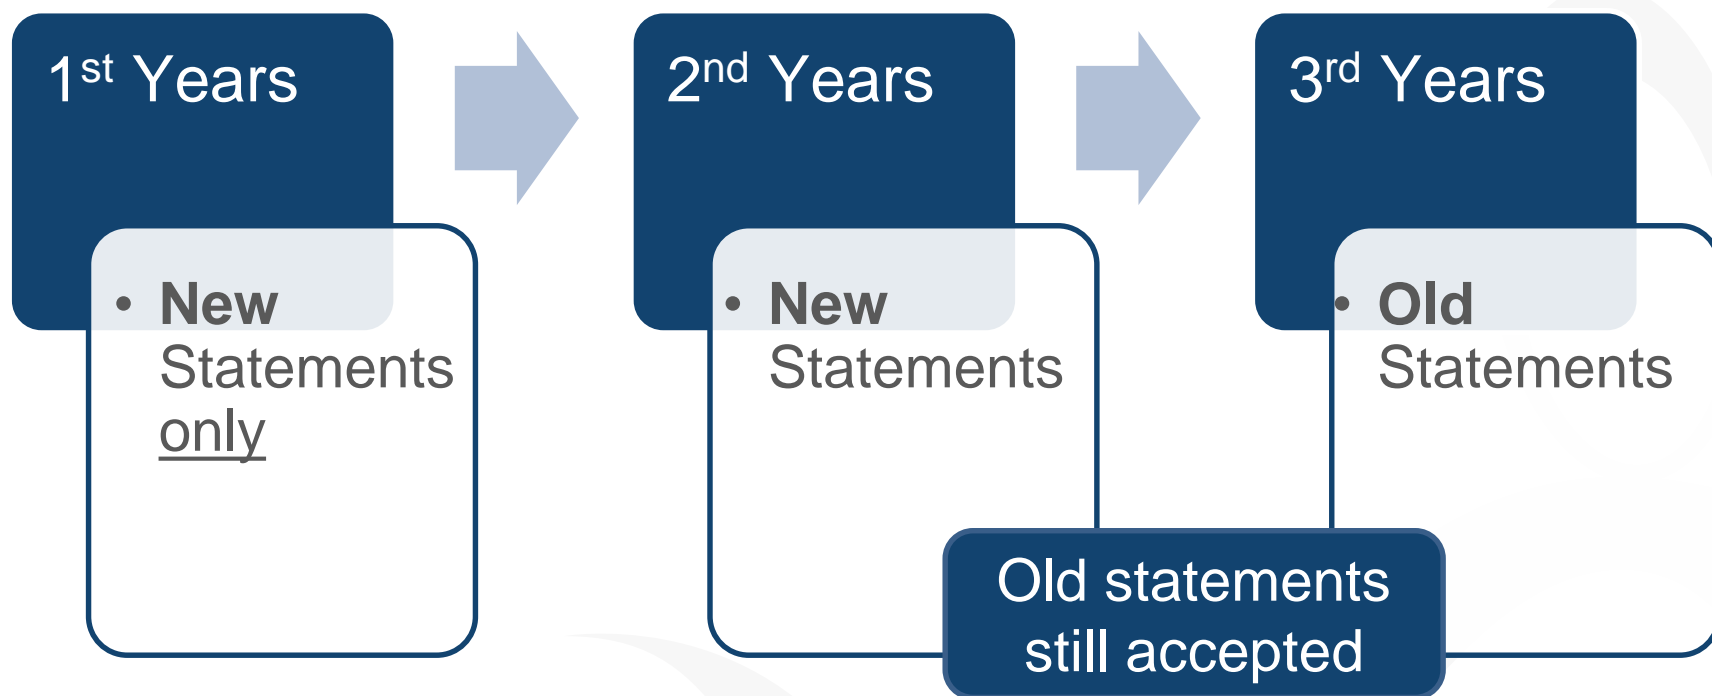 1st Years
• New
Statements
only
2nd Years
• New
Statements
3rd Years
• Old
Statements
Old statements
still accepted